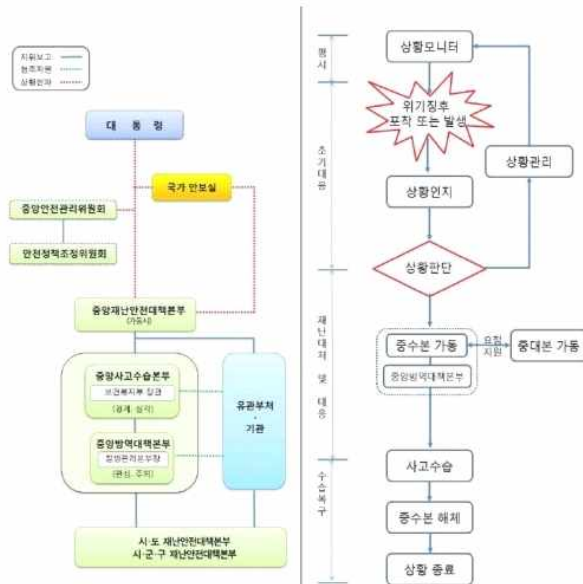 지휘보고
협조지원
상황전파
대 통 령
국가 안보실
중앙안전관리위원회
안전정책조정위원회
중앙재난안전대책본부
(가동시)
중앙사고수습본부
보건복지부 장관
(경계·심각)
중앙방역대책본부
질병관리본부장
(관심·주의)
유관부처
·
기관
시·도 재난안전대책본부
시·군·구 재난안전대책본부
평시
초기대응
재난대처 및 대응
수습복구
상황모니터
위기징후
포착 또는 발생
상황관리
상황인지
상황판단
중수본 가동
중앙방역대책본부
요청
지원
중대본 가동
사고수습
중수본 해체
상황 종료